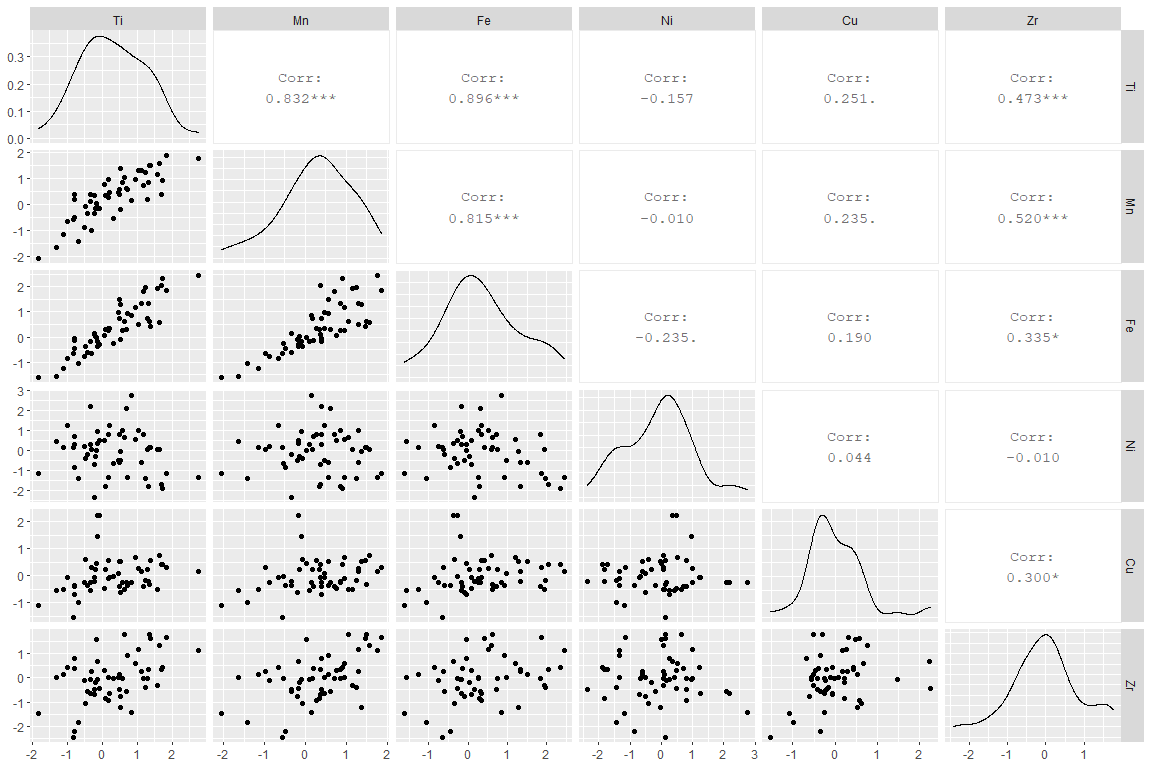 Ti Mn Fe Ni Cu Zr
0.3
0.2
0.1
0.0
Corr:
0.832***
Corr:
0.896***
Corr:
-0.157
Corr:
0.251.
Corr:
0.473***
Ti
2
1
0
-1
-2
Corr:
0.815***
Corr:
-0.010
Corr:
0.235.
Corr:
0.520***
Mn
2
1
0
-1
Corr:
-0.235.
Corr:
0.190
Corr:
0.335*
Fe
3
2
1
0
-1
-2
Corr:
0.044
Corr:
-0.010
Ni
2
1
0
-1
Corr:
0.300*
Cu
1
0
-1
-2
Zr
-2 -1 0 1 2 -2 -1 0 1 2 -1 0 1 2 -2 -1 0 1 2 3 -1 0 1 2 -2 -1 0 1